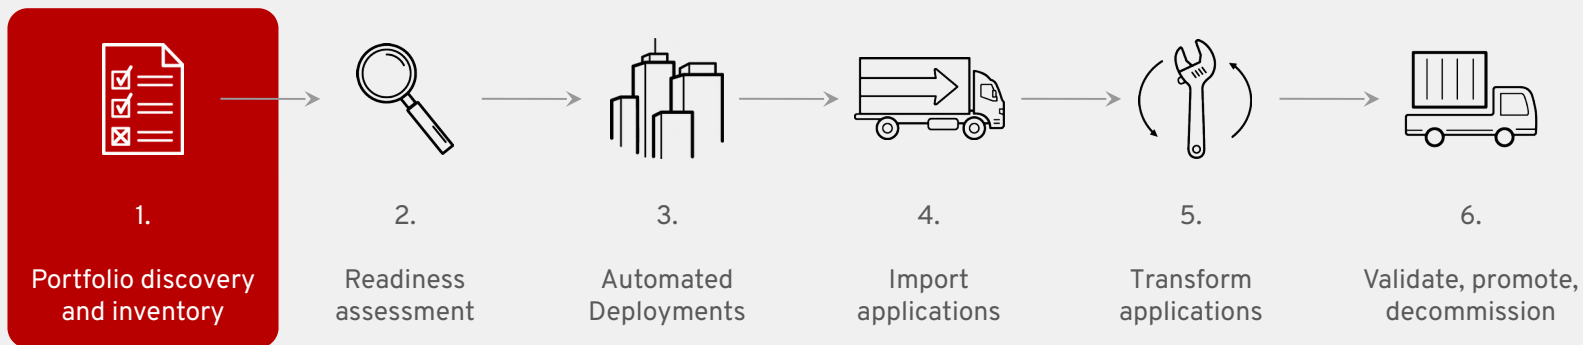 1.
Portfolio discovery
and inventory
2.
Readiness
assessment
3.
Automated
Deployments
4.
Import
applications
5.
Transform
applications
6.
Validate, promote,
decommission